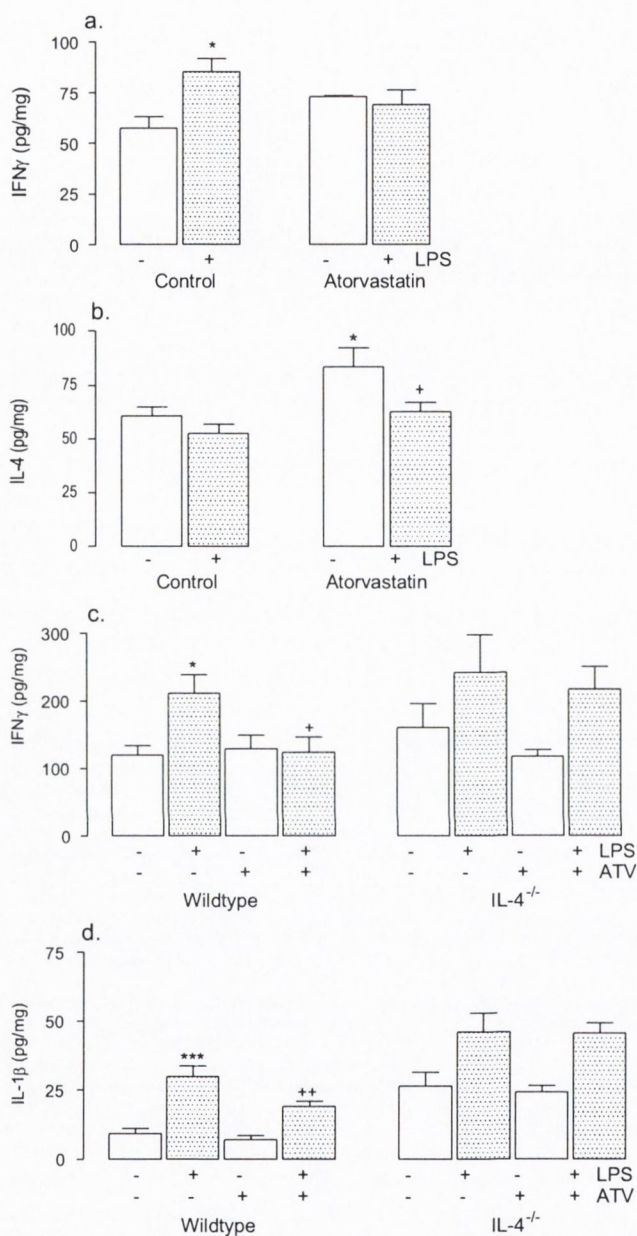 a.
IFNγ (pg/mg)
100
75
50
25
0
*
- + - + LPS
Control Atorvastatin
b.
IL-4 (pg/mg)
100
75
50
25
0
* +
- + - + LPS
Control Atorvastatin
c.
IFNγ (pg/mg)
300
200
100
0
* +
- + - + - + - + LPS
- - + + - - + + ATV
Wildtype IL-4-/-
d.
IL-1β (pg/mg)
75
50
25
0
*** ++
- + - + - + - + LPS
- - + + - - + + ATV
Wildtype IL-4-/-